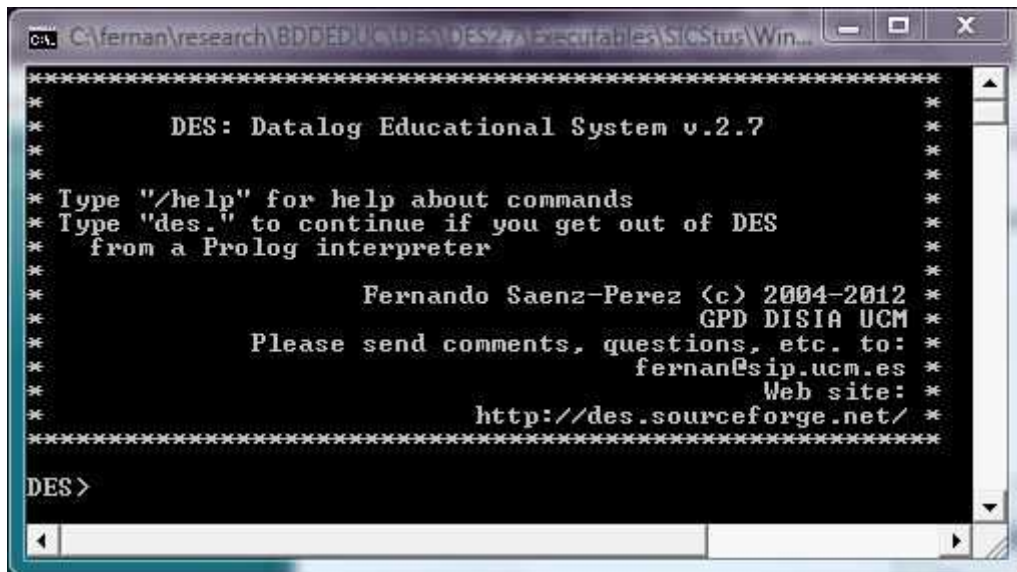 C:\fernan\research\BDDEDUC\DES\DES2.7\Executables\SICStus\Win...
*********************************************************
*                                                       *
*        DES: Datalog Educational System v.2.7          *
*                                                       *
*                                                       *
* Type "/help" for help about commands                  *
* Type "des." to continue if you get out of DES         *
*   from a Prolog interpreter                           *
*                                                       *
*                    Fernando Saenz-Perez (c) 2004-2012 *
*                                         GPD DISIA UCM *
*             Please send comments, questions, etc. to: *
*                                     fernan@sip.ucm.es *
*                                             Web site: *
*                           http://des.sourceforge.net/ *
*********************************************************
DES>